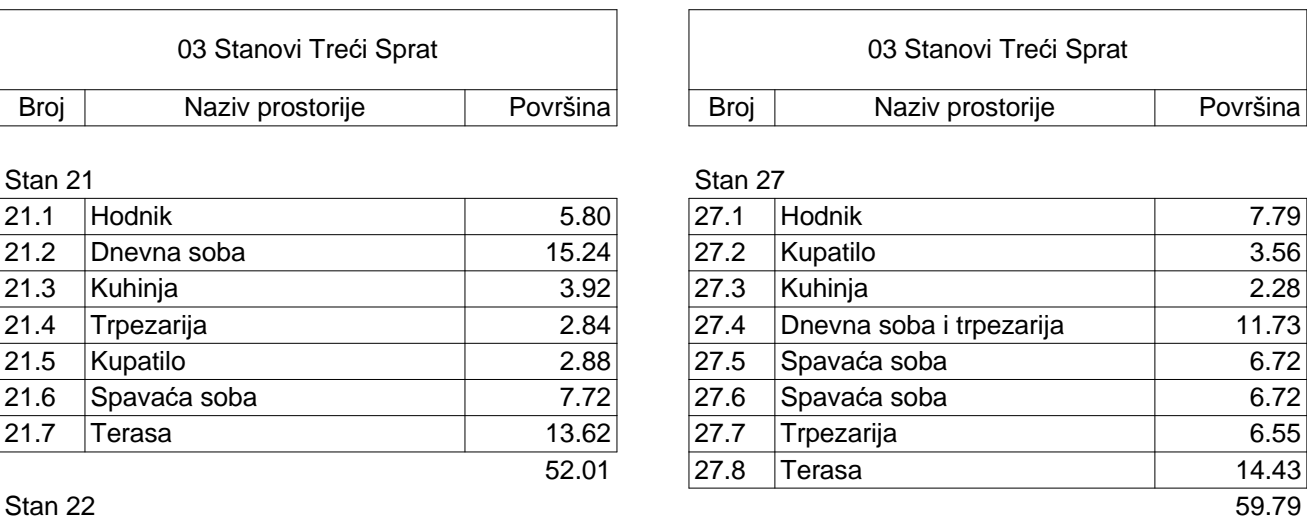 03 Stanovi Treći Sprat
Broj Naziv prostorije Površina
Stan 21
21.1 Hodnik 5.80
21.2 Dnevna soba 15.24
21.3 Kuhinja 3.92
21.4 Trpezarija 2.84
21.5 Kupatilo 2.88
21.6 Spavaća soba 7.72
21.7 Terasa 13.62
52.01
Stan 22
03 Stanovi Treći Sprat
Broj Naziv prostorije Površina
Stan 27
27.1 Hodnik 7.79
27.2 Kupatilo 3.56
27.3 Kuhinja 2.28
27.4 Dnevna soba i trpezarija 11.73
27.5 Spavaća soba 6.72
27.6 Spavaća soba 6.72
27.7 Trpezarija 6.55
27.8 Terasa 14.43
59.79